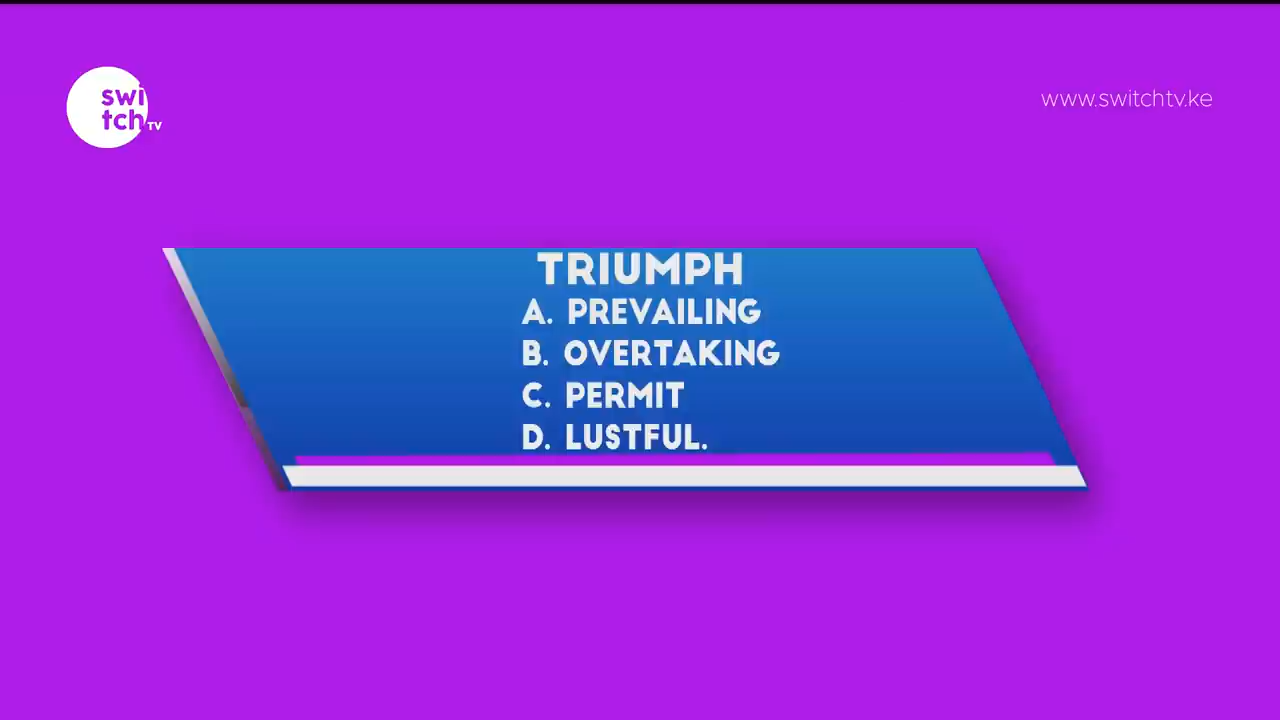 swi
tch TV
www.switchtv.ke
TRIUMPH
A. PREVAILING
B. OVERTAKING
C. PERMIT
D. LUSTFUL.